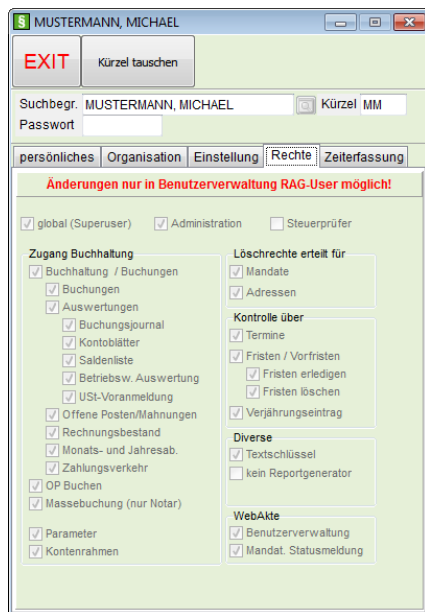 § MUSTERMANN, MICHAEL
EXIT
Kürzel tauschen
Suchbegr. MUSTERMANN, MICHAEL Kürzel MM
Passwort
persönliches Organisation Einstellung Rechte Zeiterfassung
Änderungen nur in Benutzerverwaltung RAG-User möglich!
global (Superuser) Administration Steuerprüfer
Zugang Buchhaltung
Buchhaltung / Buchungen
Buchungen
Auswertungen
Buchungsjournal
Kontoblätter
Saldenliste
Betriebsw. Auswertung
USt-Voranmeldung
Offene Posten/Mahnungen
Rechnungsbestand
Monats- und Jahresab.
Zahlungsverkehr
OP Buchen
Massebuchung (nur Notar)
Parameter
Kontenrahmen
Löschrechte erteilt für
Mandate
Adressen
Kontrolle über
Termine
Fristen / Vorfristen
Fristen erledigen
Fristen löschen
Verjährungseintrag
Diverse
Textschlüssel
kein Reportgenerator
WebAkte
Benutzerverwaltung
Mandat. Statusmeldung